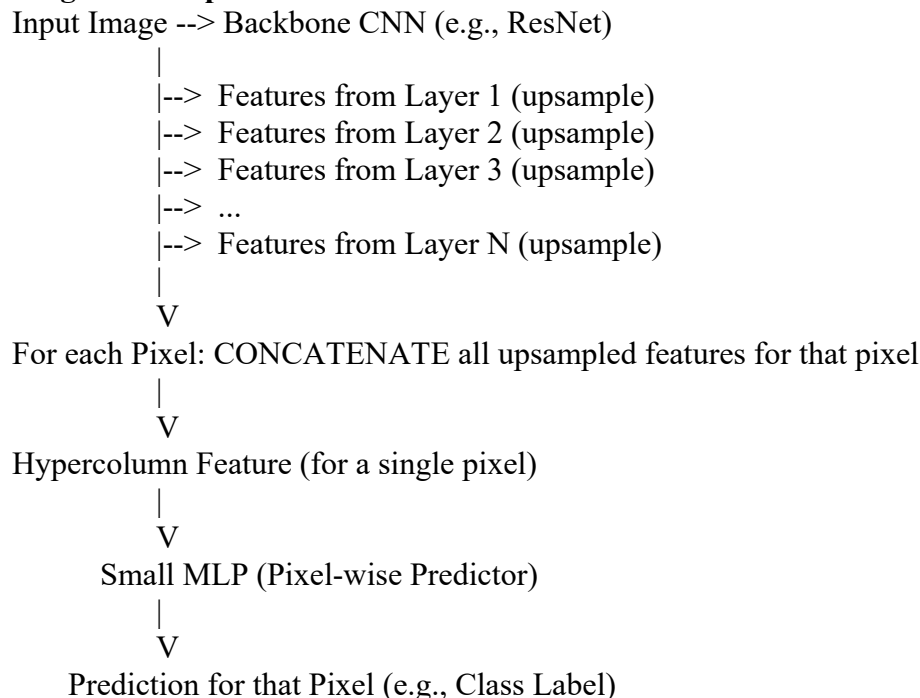 Input Image --> Backbone CNN (e.g., ResNet)
|
|--> Features from Layer 1 (upsample)
|--> Features from Layer 2 (upsample)
|--> Features from Layer 3 (upsample)
|--> ...
|--> Features from Layer N (upsample)
|
V
For each Pixel: CONCATENATE all upsampled features for that pixel
|
V
Hypercolumn Feature (for a single pixel)
|
V
Small MLP (Pixel-wise Predictor)
|
V
Prediction for that Pixel (e.g., Class Label)